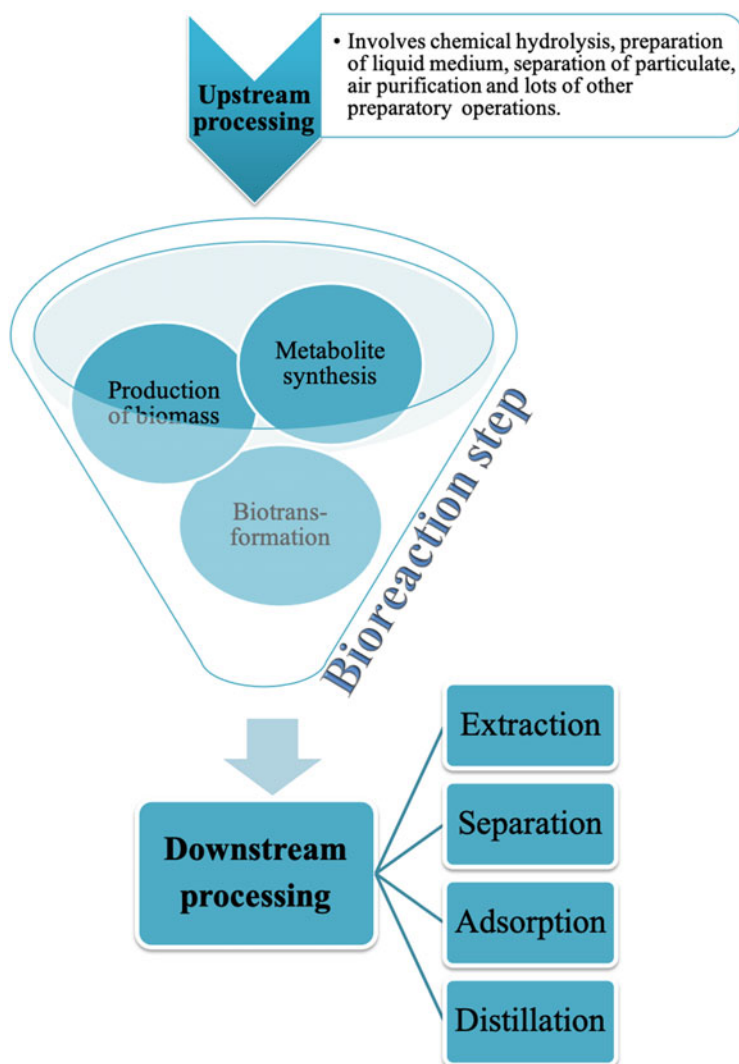 • Involves chemical hydrolysis, preparation
of liquid medium, separation of particulate,
air purification and lots of other
preparatory operations.
Upstream
processing
Metabolite
synthesis
Production
of biomass
Biotrans-
formation
Bioreaction step
Extraction
Separation
Downstream
processing
Adsorption
Distillation